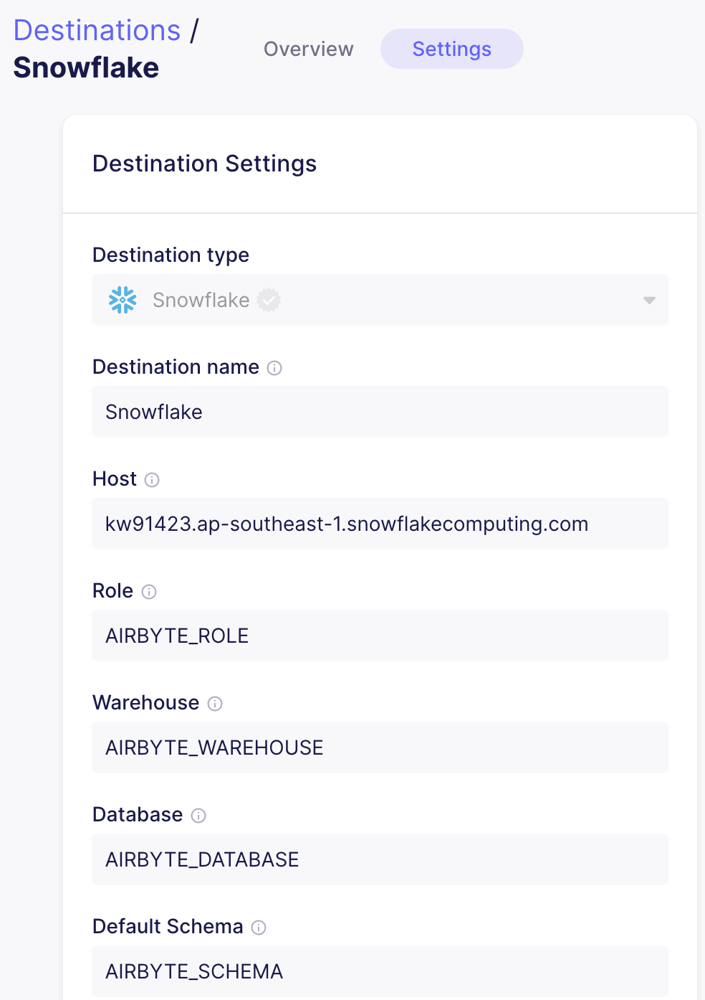 Destinations /
Snowflake
Overview
Settings
Destination Settings
Destination type
Snowflake
Destination name
Snowflake
Host
kw91423.ap-southeast-1.snowflakecomputing.com
Role
AIRBYTE_ROLE
Warehouse
AIRBYTE_WAREHOUSE
Database
AIRBYTE_DATABASE
Default Schema
AIRBYTE_SCHEMA